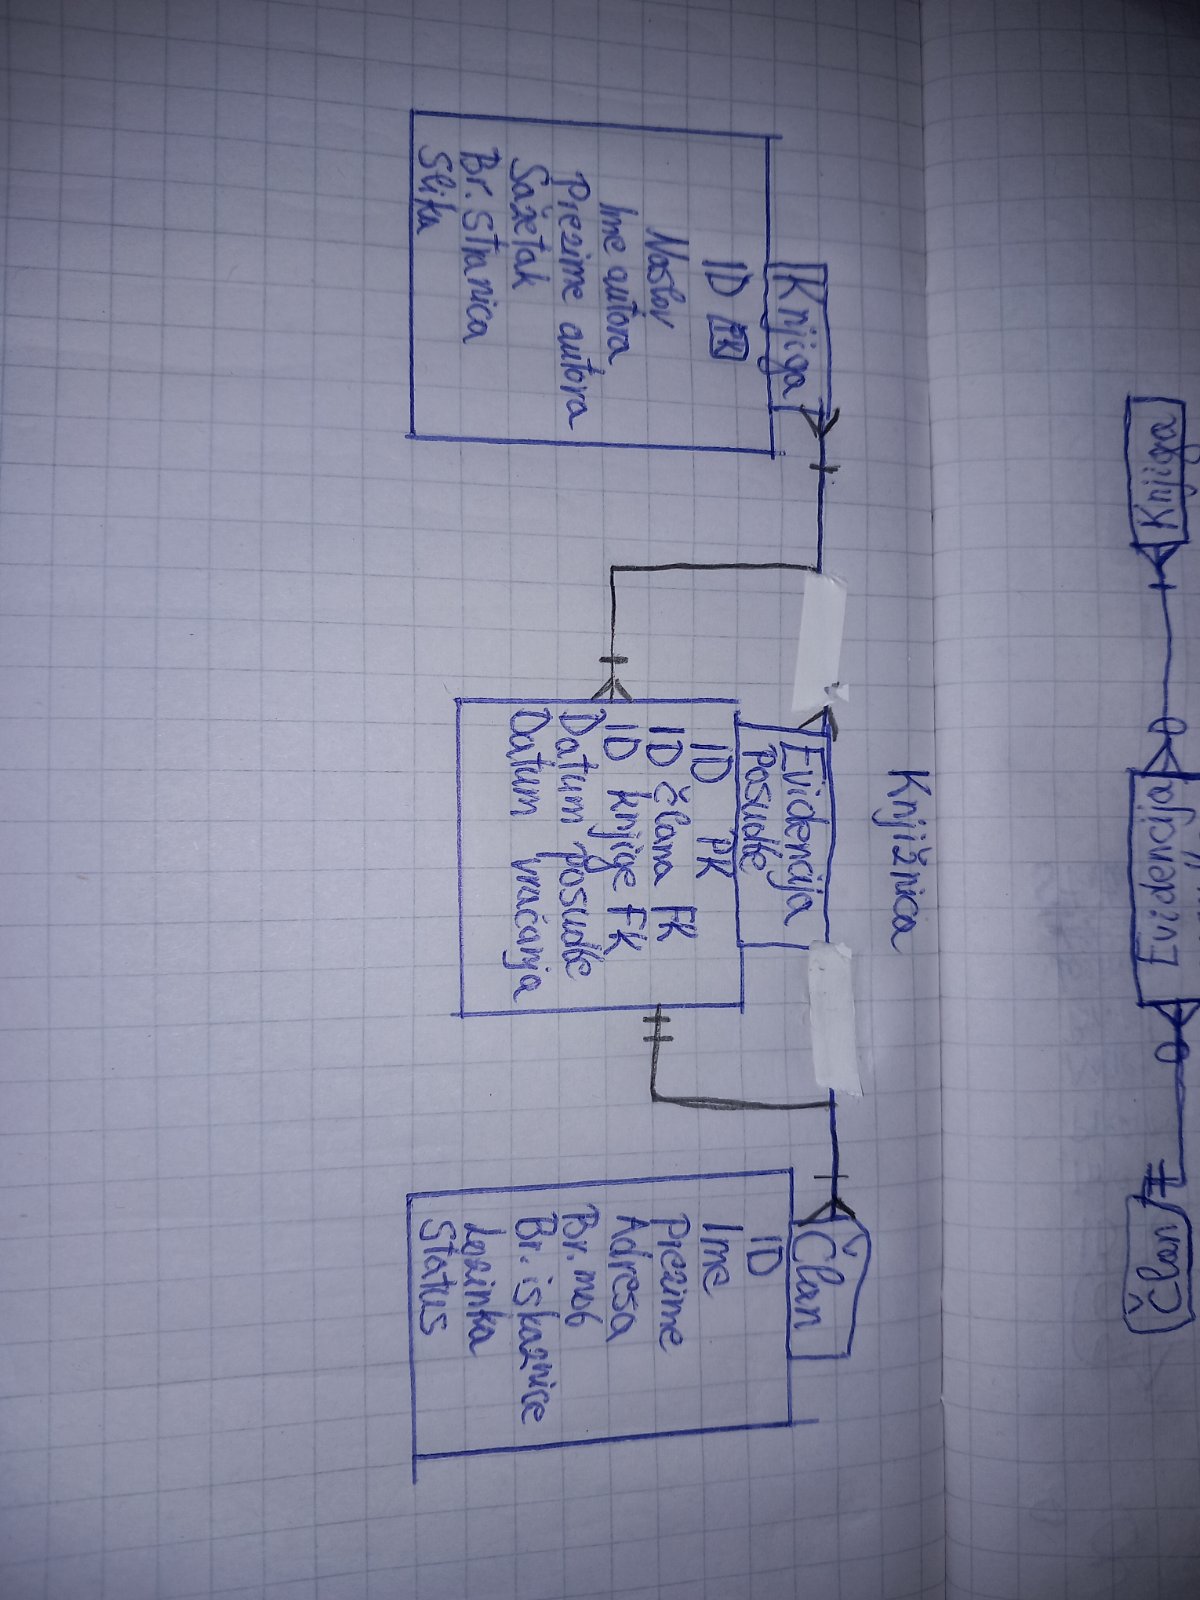 Knjiga
Evidencija
Član
Knjižnica
Knjiga
ID PK
Naslov
Ime autora
Prezime autora
Sažetak
Br. Stranica
Slika
Evidencija
posudbe
ID PK
ID člana FK
ID knjige FK
Datum posudbe
Datum vraćanja
Član
ID
Ime
Prezime
Adresa
Br. mob
Br. iskaznice
Lozinka
Status